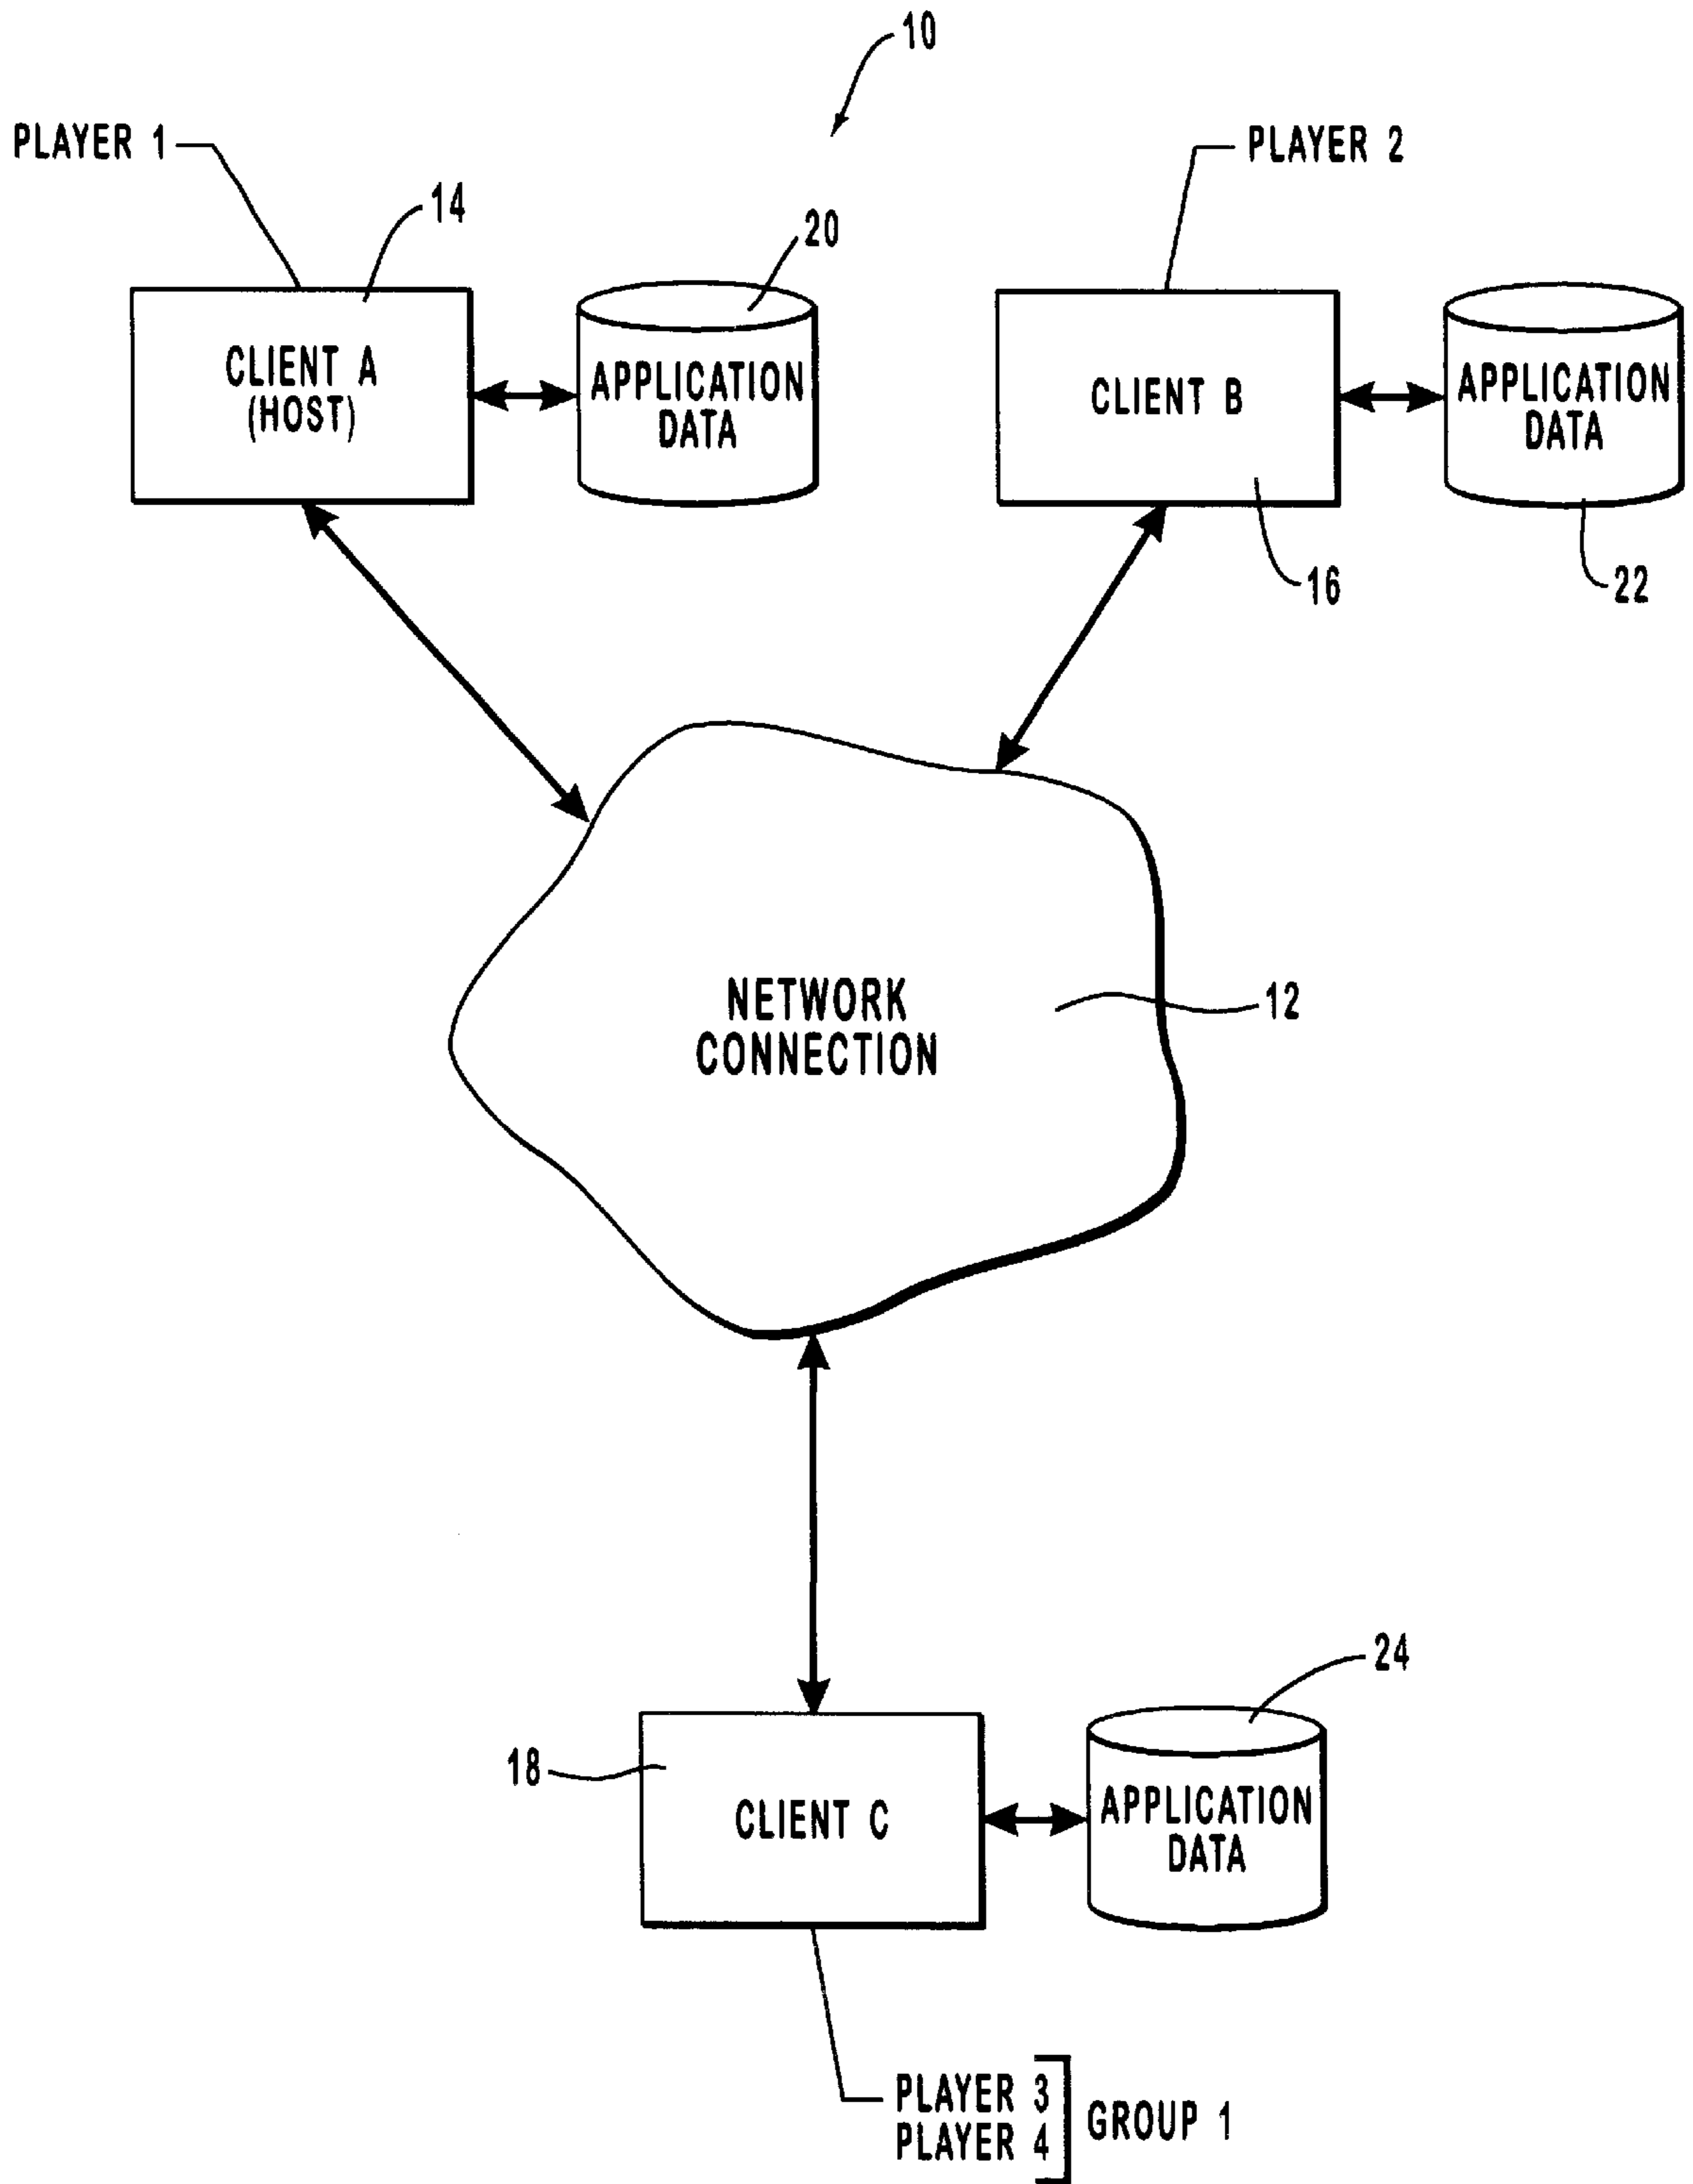 10
PLAYER 1
PLAYER 2
14
20
CLIENT A
(HOST)
APPLICATION
DATA
CLIENT B
APPLICATION
DATA
16
22
NETWORK
CONNECTION
12
24
18
CLIENT C
APPLICATION
DATA
PLAYER 3
PLAYER 4
GROUP 1